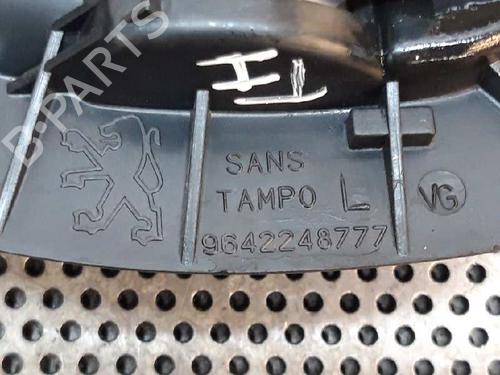 B-PARTS
SANS
TAMPO L VG
9642248777